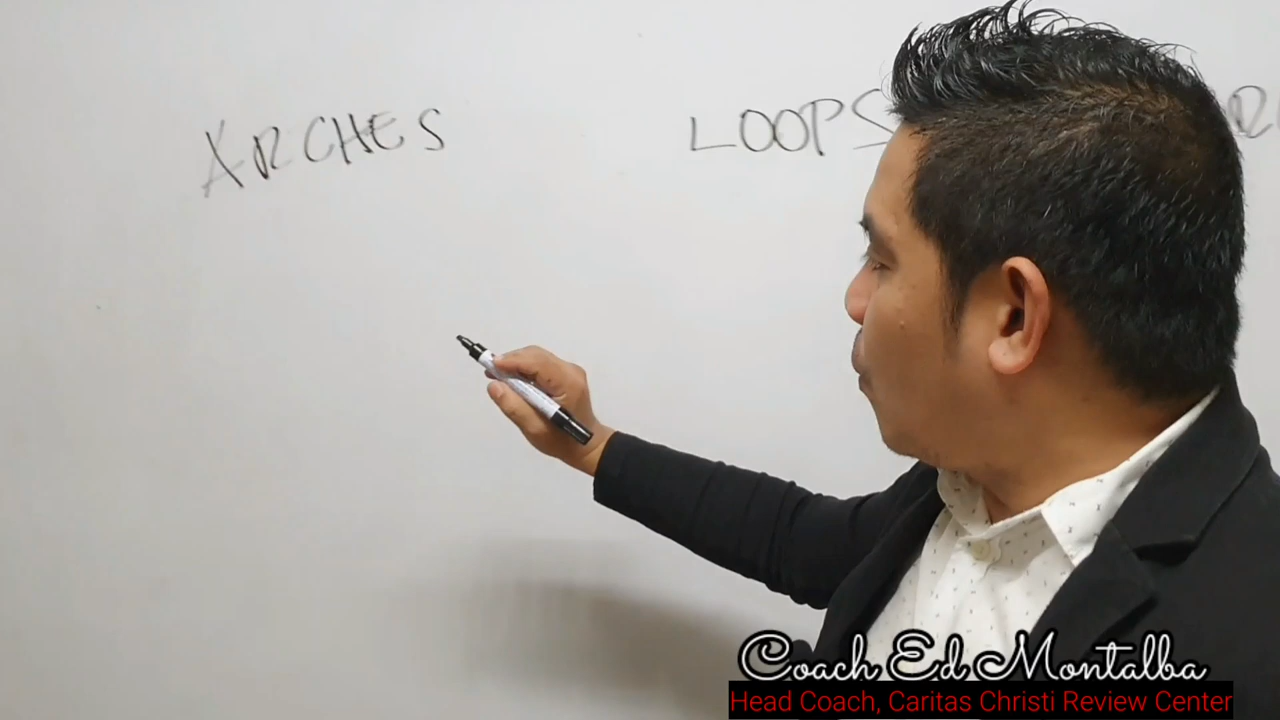 ARCHES LOOPS
Coach Ed Montalba
Head Coach, Caritas Christi Review Center